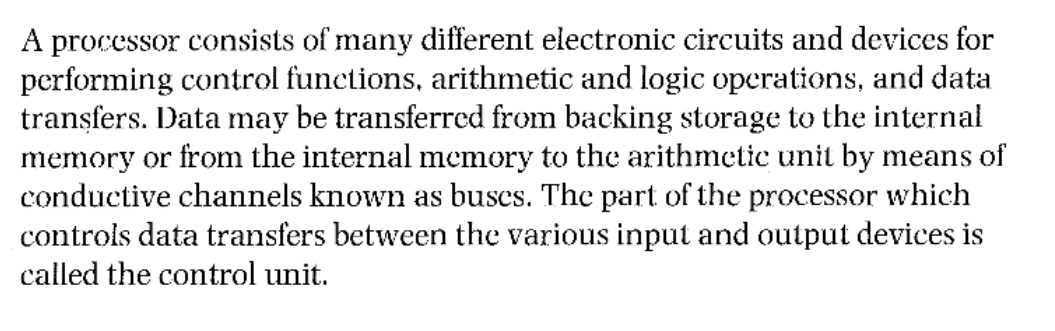 A processor consists of many different electronic circuits and devices for
performing control functions, arithmetic and logic operations, and data
transfers. Data may be transferred from backing storage to the internal
memory or from the internal memory to the arithmetic unit by means of
conductive channels known as buses. The part of the processor which
controls data transfers between the various input and output devices is
called the control unit.